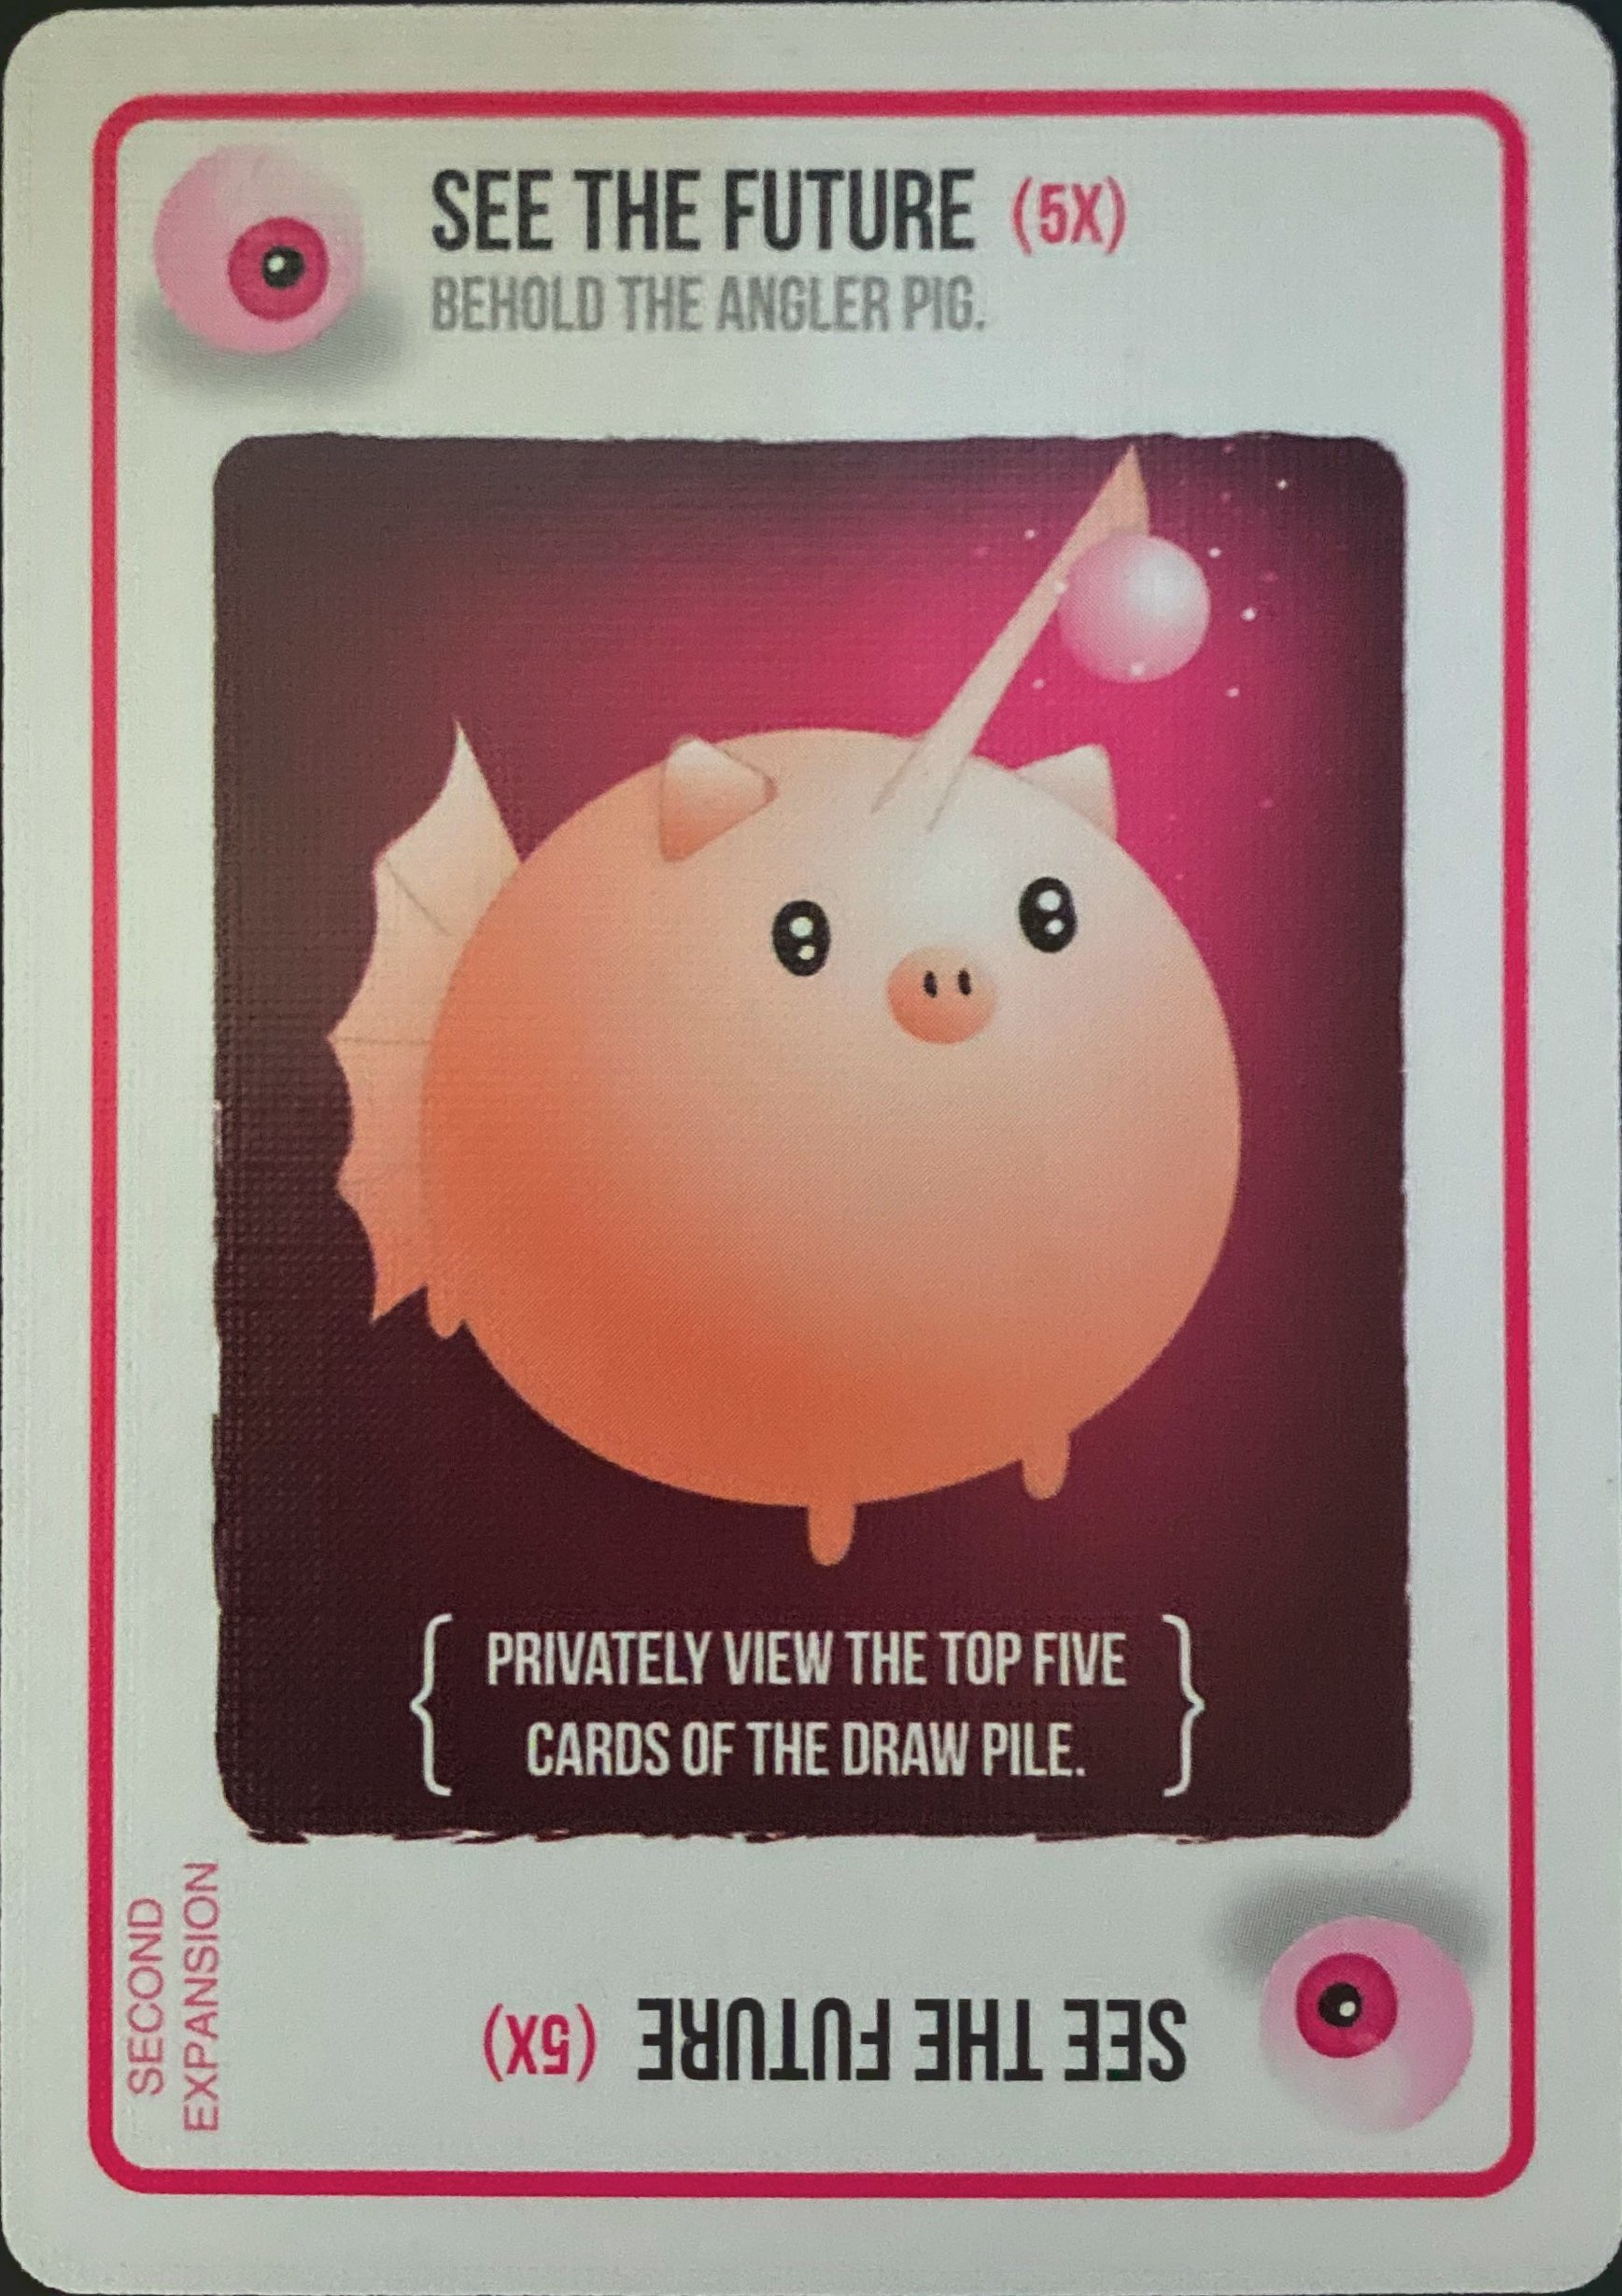 SEE THE FUTURE (5X)
BEHOLD THE ANGLER PIG.
PRIVATELY VIEW THE TOP FIVE
CARDS OF THE DRAW PILE.
SECOND
EXPANSION
SEE THE FUTURE (5X)